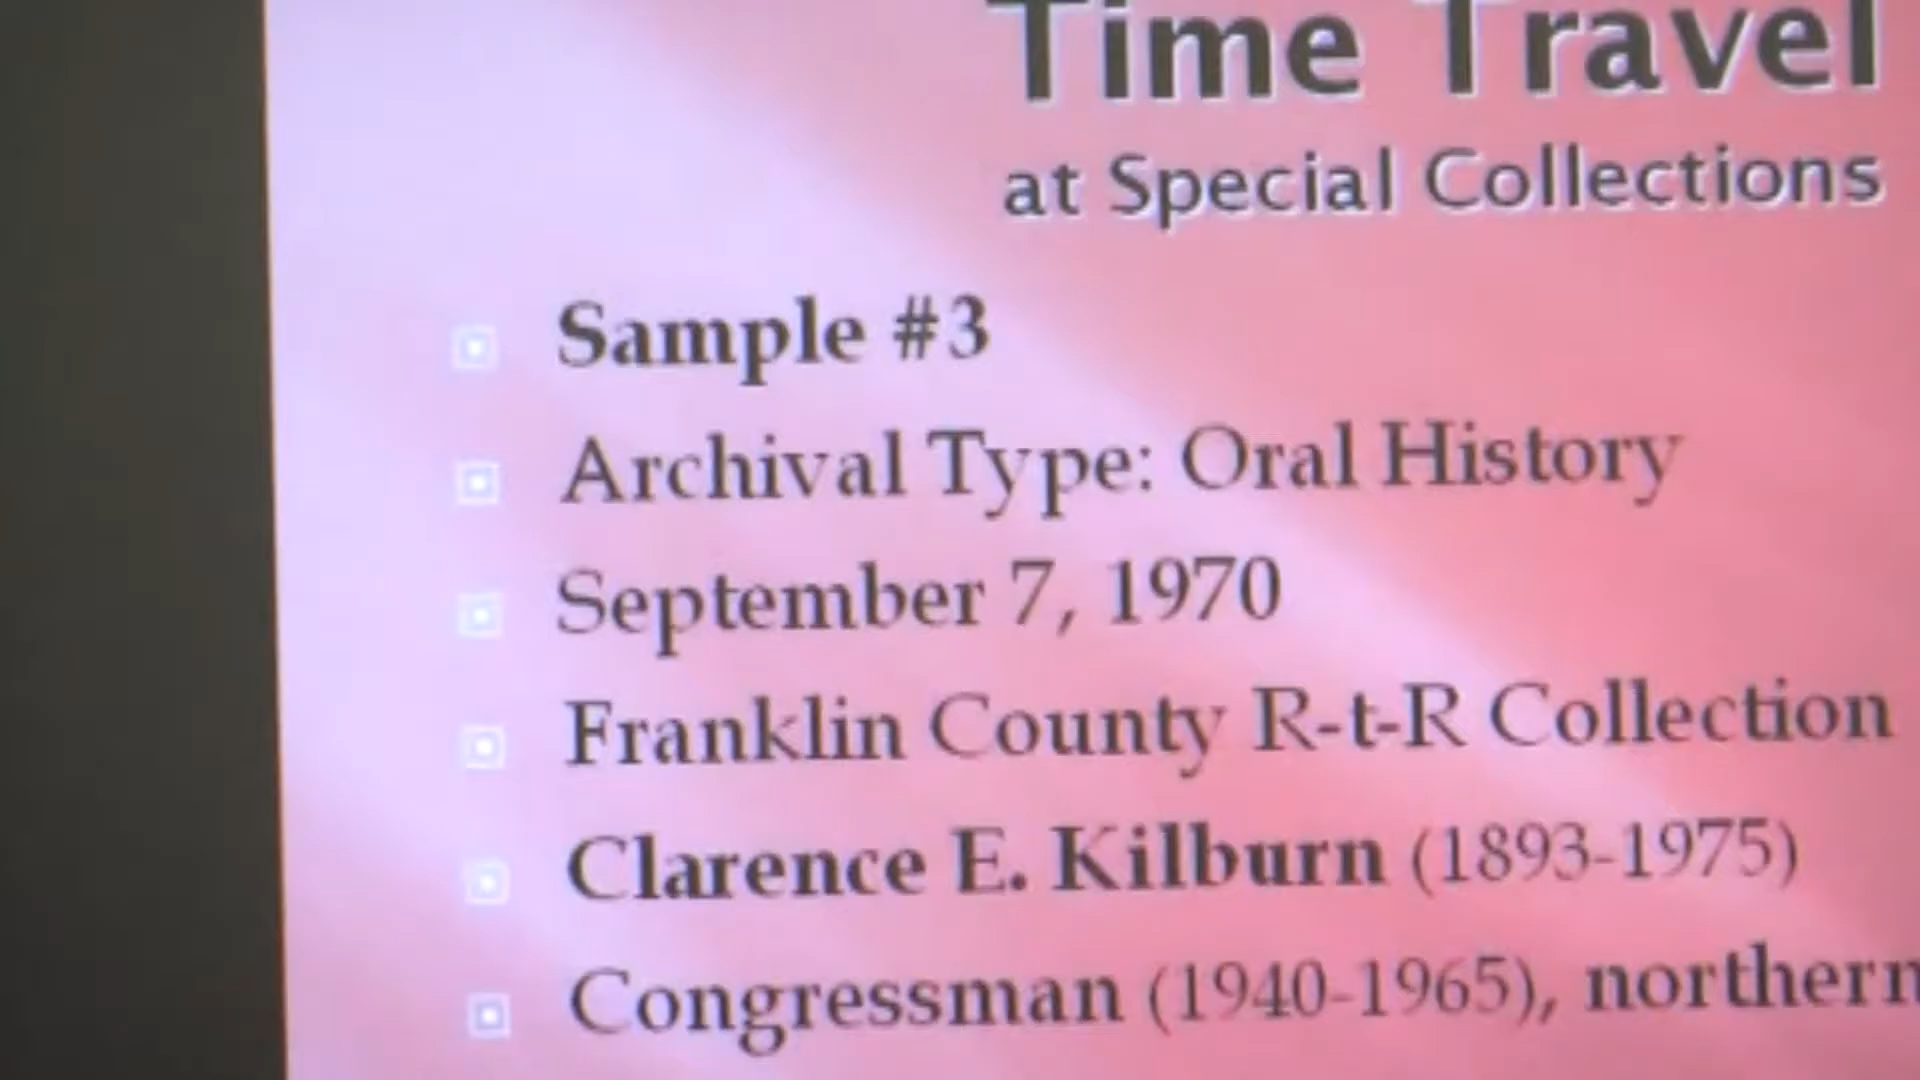 Time Travel
at Special Collections
Sample #3
Archival Type: Oral History
September 7, 1970
Franklin County R-t-R Collection
Clarence E. Kilburn (1893-1975)
Congressman (1940-1965), northern